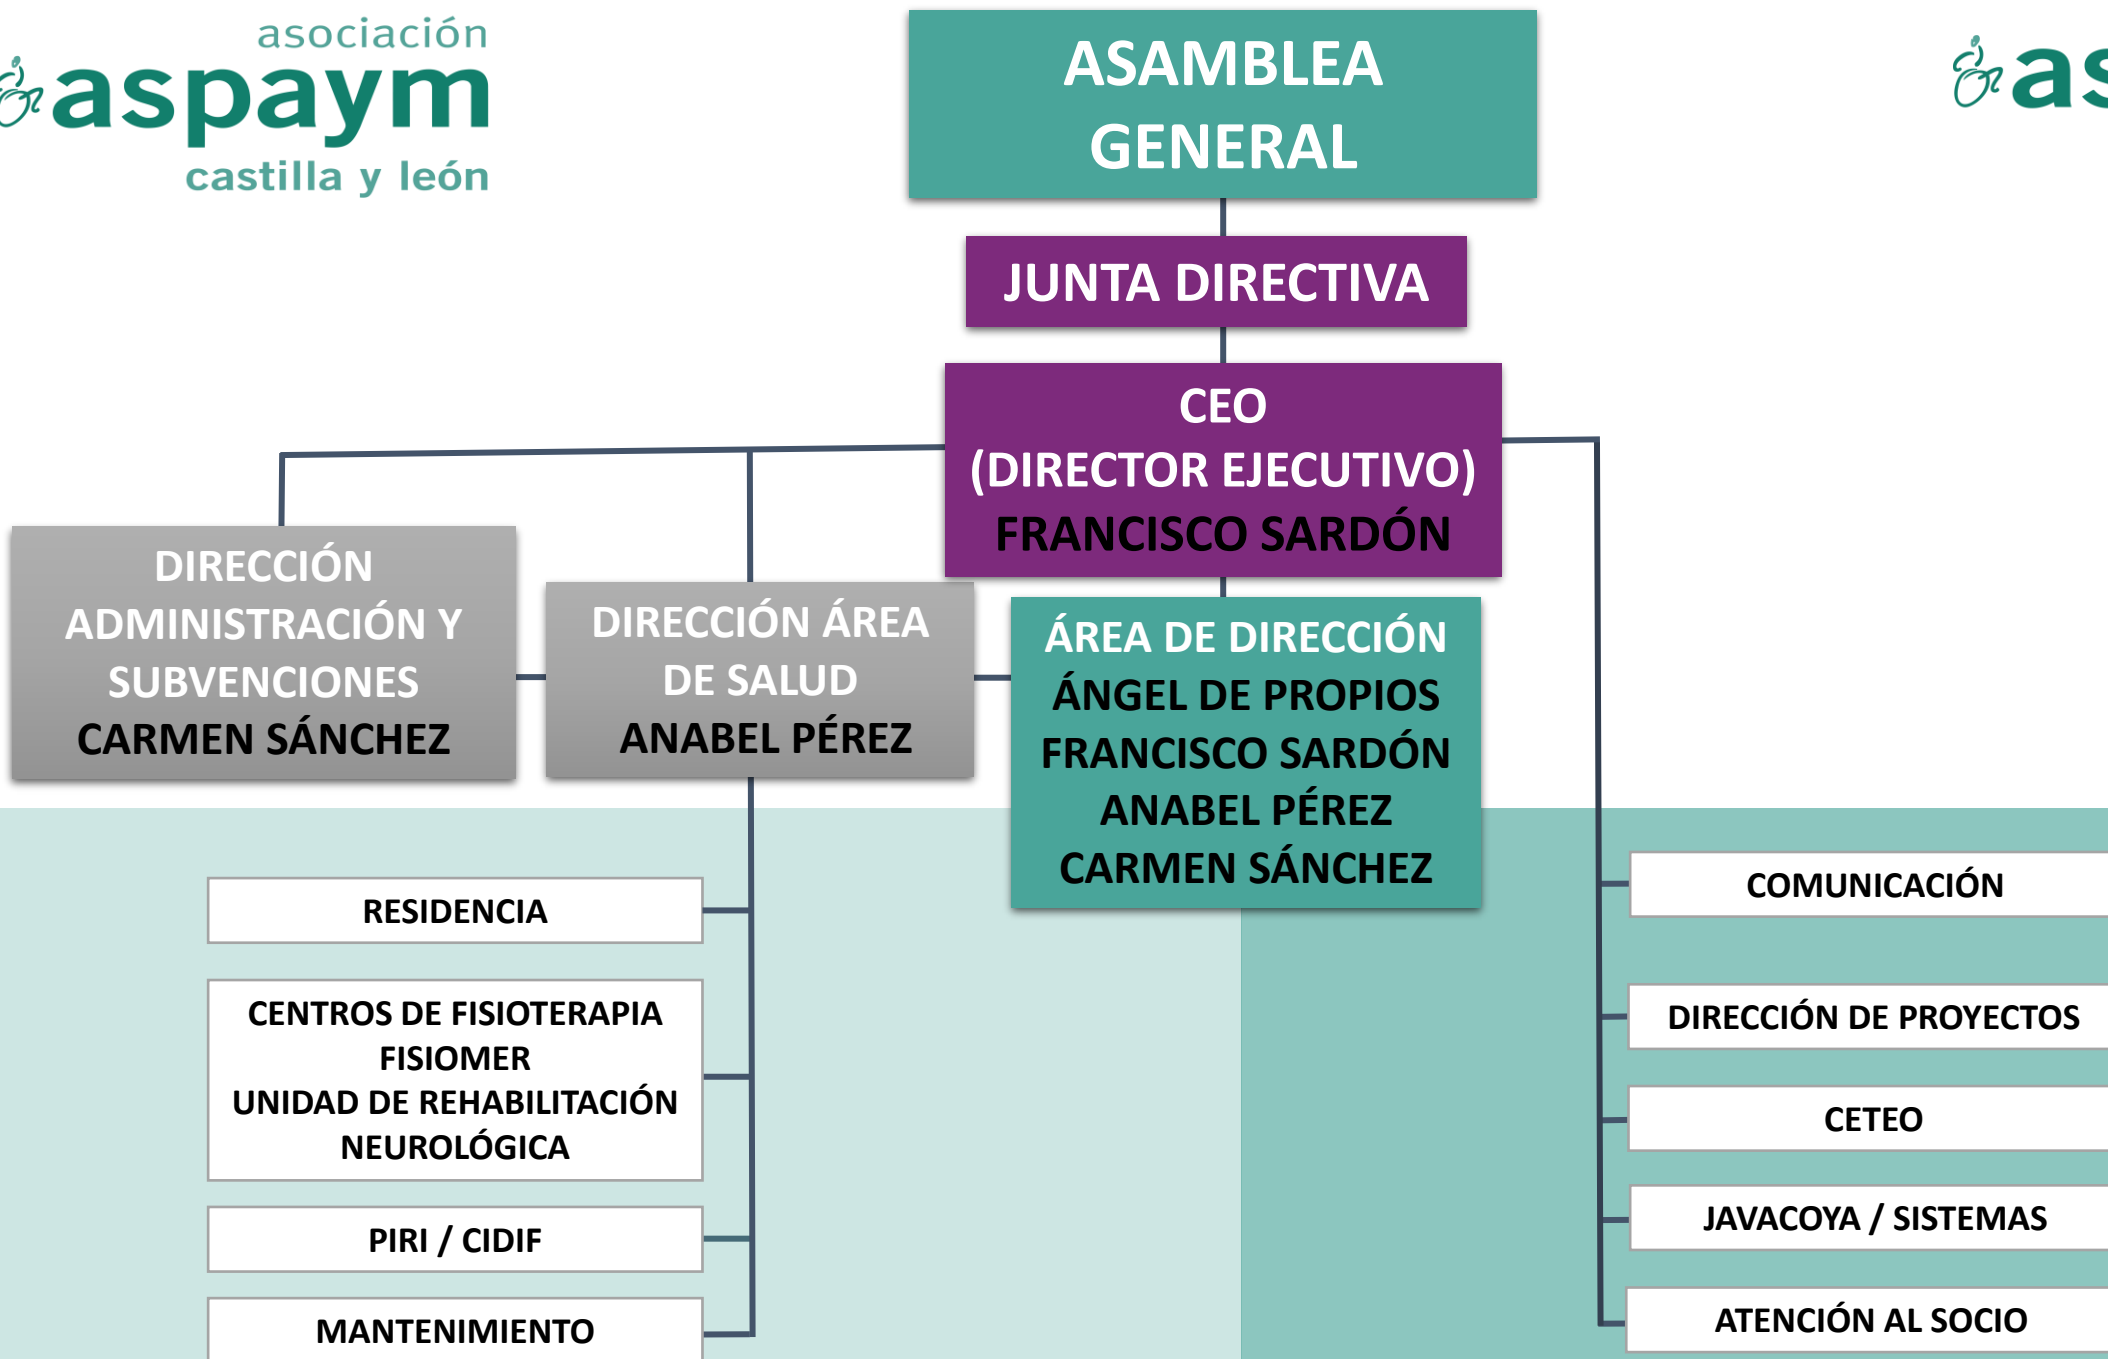 asociación
aspaym
castilla y león
as
ASAMBLEA
GENERAL
JUNTA DIRECTIVA
CEO
(DIRECTOR EJECUTIVO)
FRANCISCO SARDÓN
DIRECCIÓN
ADMINISTRACIÓN Y
SUBVENCIONES
CARMEN SÁNCHEZ
DIRECCIÓN ÁREA
DE SALUD
ANABEL PÉREZ
ÁREA DE DIRECCIÓN
ÁNGEL DE PROPIOS
FRANCISCO SARDÓN
ANABEL PÉREZ
CARMEN SÁNCHEZ
RESIDENCIA
CENTROS DE FISIOTERAPIA
FISIOMER
UNIDAD DE REHABILITACIÓN
NEUROLÓGICA
PIRI / CIDIF
MANTENIMIENTO
COMUNICACIÓN
DIRECCIÓN DE PROYECTOS
CETEO
JAVACOYA / SISTEMAS
ATENCIÓN AL SOCIO